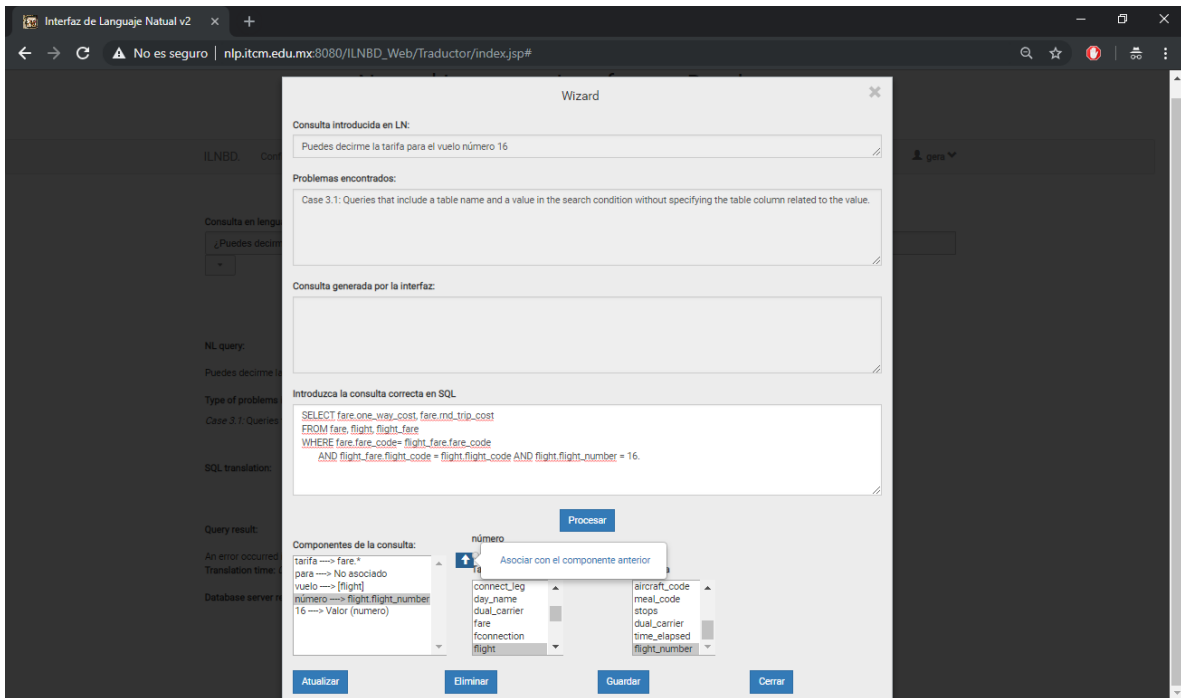 Interfaz de Languaje Natual v2
No es seguro | nlp.itcm.edu.mx:8080/ILNBD_Web/Traductor/index.jsp#
Wizard
Consulta introducida en LN:
Puedes decirme la tarifa para el vuelo número 16
ILNBD.
Conf
gera
Problemas encontrados:
Case 3.1: Queries that include a table name and a value in the search condition without specifying the table column related to the value.
Consulta en lengu
¿Puedes decirm
Consulta generada por la interfaz:
NL query:
Puedes decirme la
Type of problems
Case 3.1: Queries
Introduzca la consulta correcta en SQL
SELECT fare.one_way_cost, fare.rnd_trip_cost
FROM fare, flight, flight_fare
WHERE fare.fare_code= flight_fare.fare_code
AND flight_fare.flight_code = flight.flight_code AND flight.flight_number = 16.
SQL translation:
Procesar
Query result:
An error occurred
Translation time:
Database server re
Componentes de la consulta:
número
Asociar con el componente anterior
tarifa ----> fare.*
para ----> No asociado
vuelo ----> [flight]
número ----> flight.flight_number
16 ----> Valor (numero)
connect_leg
day_name
dual_carrier
fare
fconnection
flight
aircraft_code
meal_code
stops
dual_carrier
time_elapsed
flight_number
Atualizar
Eliminar
Guardar
Cerrar